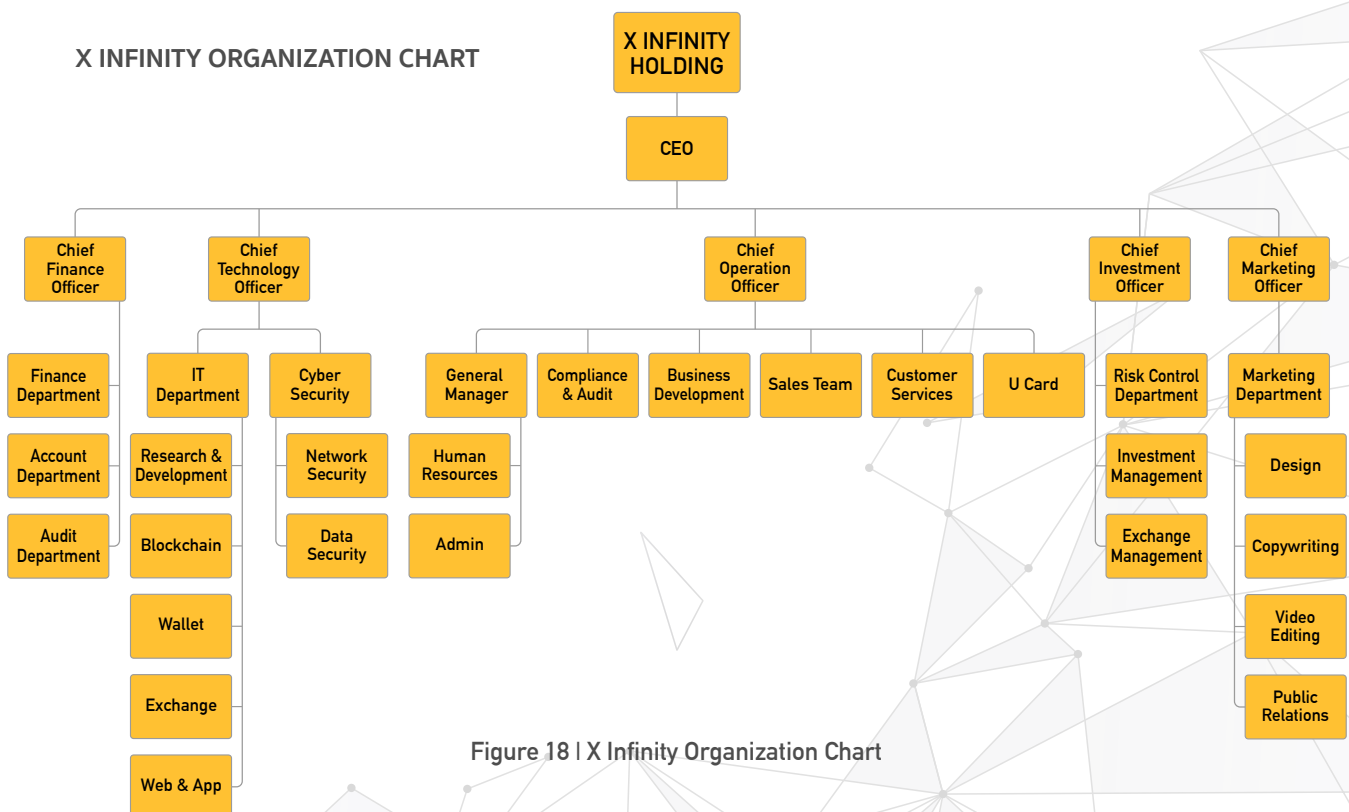 X INFINITY ORGANIZATION CHART
X INFINITY
HOLDING
CEO
Chief
Finance
Officer
Chief
Technology
Officer
Chief
Operation
Officer
Chief
Investment
Officer
Chief
Marketing
Officer
Finance
Department
IT
Department
Cyber
Security
General
Manager
Compliance
& Audit
Business
Development
Sales Team
Customer
Services
U Card
Risk Control
Department
Marketing
Department
Account
Department
Research &
Development
Network
Security
Human
Resources
Investment
Management
Design
Audit
Department
Blockchain
Data
Security
Admin
Exchange
Management
Copywriting
Wallet
Video
Editing
Exchange
Public
Relations
Web & App
Figure 18 | X Infinity Organization Chart